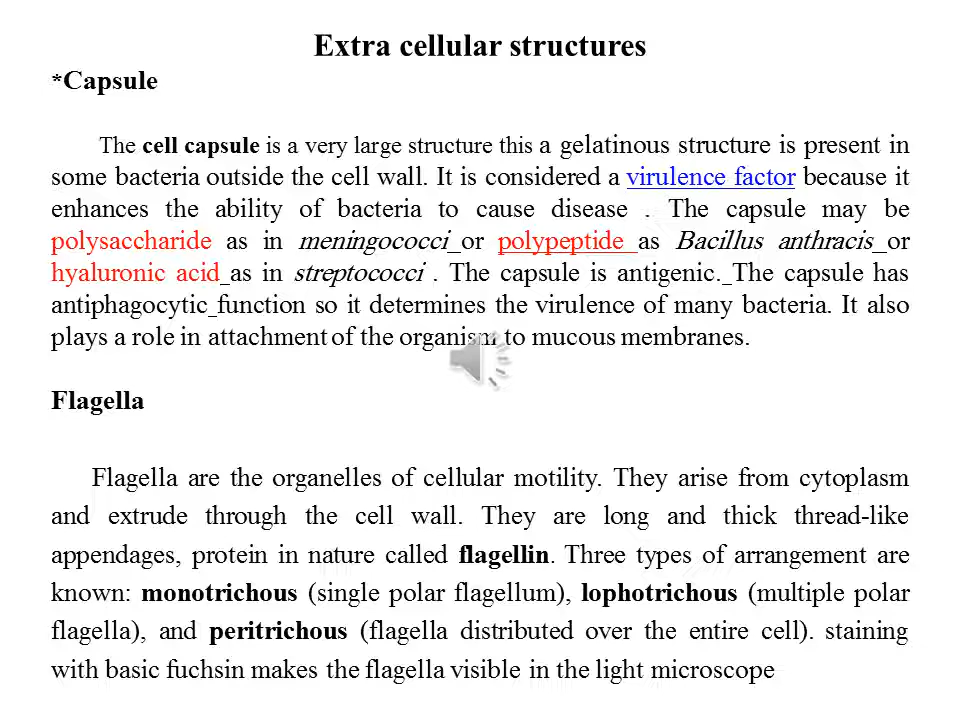 Extra cellular structures
*Capsule
The cell capsule is a very large structure this a gelatinous structure is present in
some bacteria outside the cell wall. It is considered a virulence factor because it
enhances the ability of bacteria to cause disease . The capsule may be
polysaccharide as in meningococci or polypeptide as Bacillus anthracis or
hyaluronic acid as in streptococci . The capsule is antigenic. The capsule has
antiphagocytic function so it determines the virulence of many bacteria. It also
plays a role in attachment of the organism to mucous membranes.
Flagella
Flagella are the organelles of cellular motility. They arise from cytoplasm
and extrude through the cell wall. They are long and thick thread-like
appendages, protein in nature called flagellin. Three types of arrangement are
known: monotrichous (single polar flagellum), lophotrichous (multiple polar
flagella), and peritrichous (flagella distributed over the entire cell). staining
with basic fuchsin makes the flagella visible in the light microscope